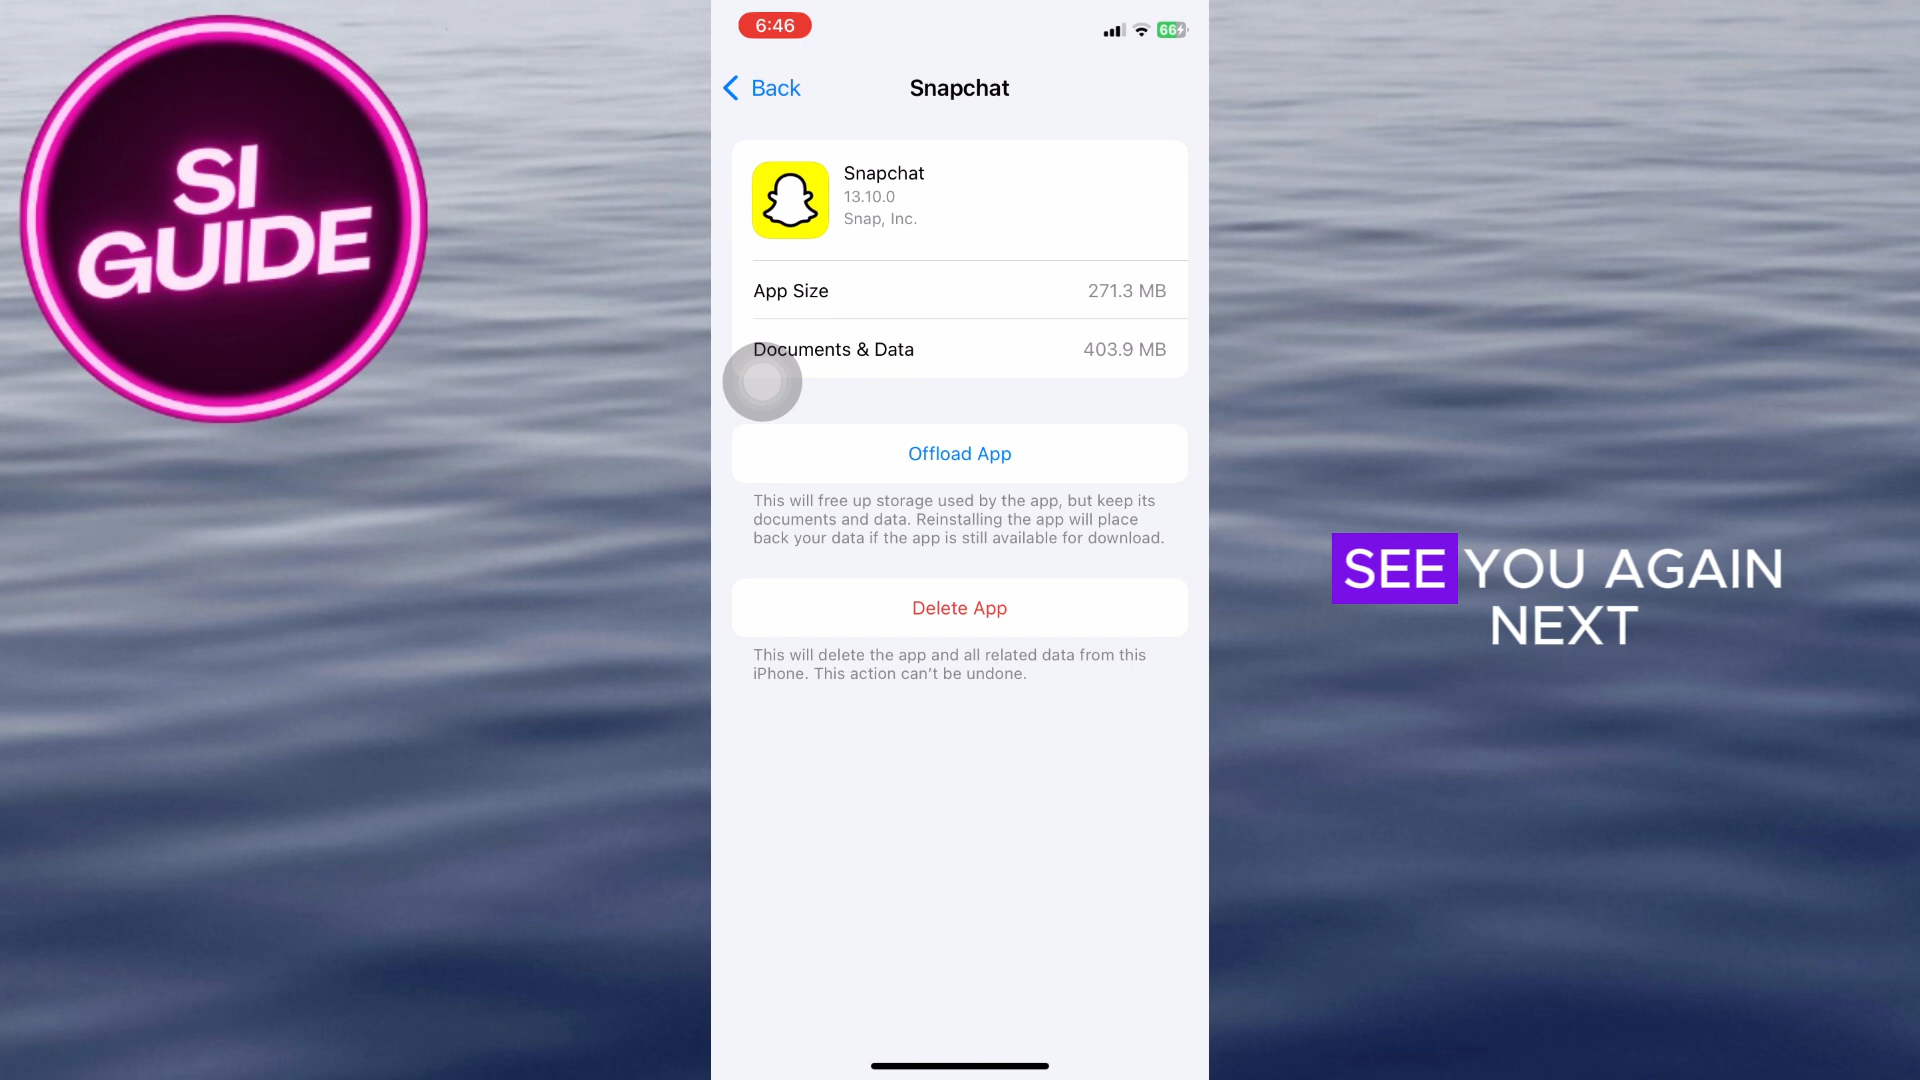 SI
GUIDE
6:46
66
Back
Snapchat
Snapchat
13.10.0
Snap, Inc.
App Size
271.3 MB
Documents & Data
403.9 MB
Offload App
This will free up storage used by the app, but keep its
documents and data. Reinstalling the app will place
back your data if the app is still available for download.
Delete App
This will delete the app and all related data from this
iPhone. This action can’t be undone.
SEE YOU AGAIN
NEXT